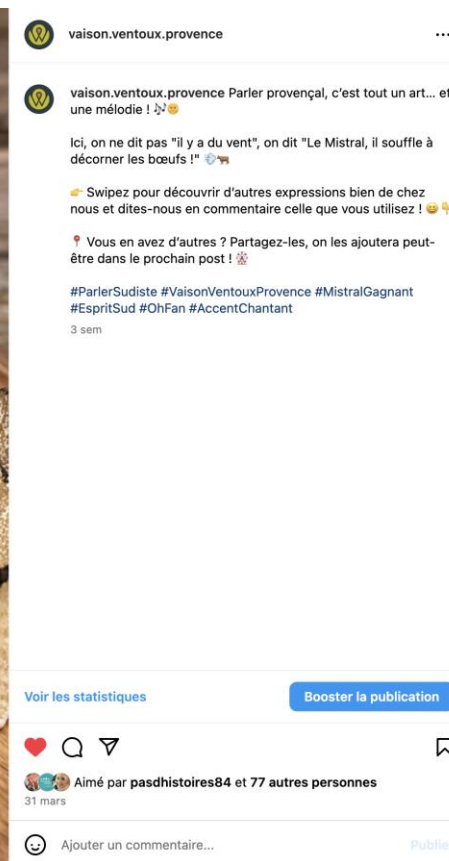 vaison.ventoux.provence
vaison.ventoux.provence Parler provençal, c'est tout un art... et
une mélodie ! 🎶😊
Ici, on ne dit pas "il y a du vent", on dit "Le Mistral, il souffle à
décorner les bœufs !" 💨🐂
👉 Swipez pour découvrir d'autres expressions bien de chez
nous et dites-nous en commentaire celle que vous utilisez ! 😄👇
📍 Vous en avez d'autres ? Partagez-les, on les ajoutera peut-
être dans le prochain post ! 🎡
#ParlerSudiste #VaisonVentouxProvence #MistralGagnant
#EspritSud #OhFan #AccentChantant
3 sem
Voir les statistiques
Booster la publication
Aimé par pasdhistoires84 et 77 autres personnes
31 mars
Ajouter un commentaire...
Publie